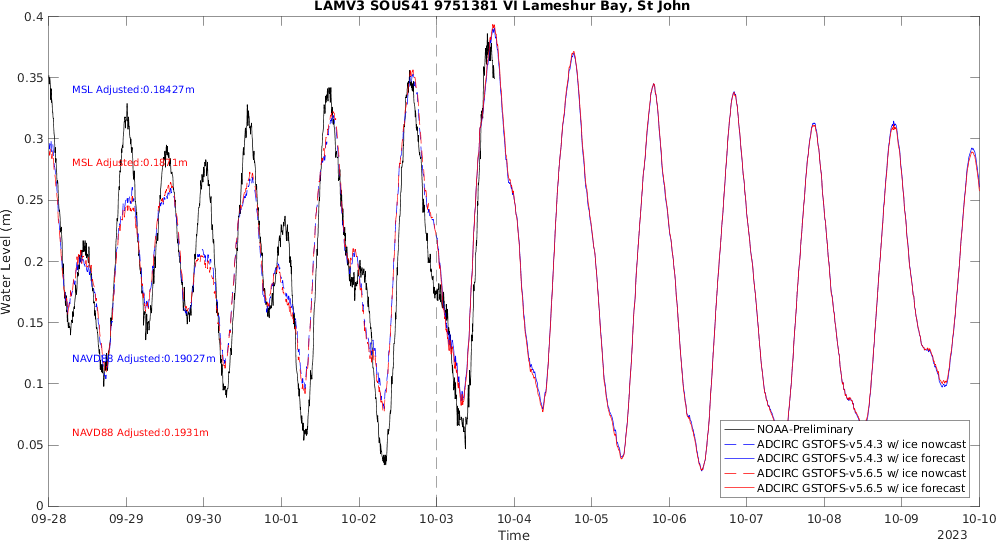 LAMV3 SOUS41 9751381 VI Lameshur Bay, St John
Water Level (m)
0.4
0.35
0.3
0.25
0.2
0.15
0.1
0.05
0
MSL Adjusted:0.18427m
MSL Adjusted:0.1871m
NAVD88 Adjusted:0.19027m
NAVD88 Adjusted:0.1931m
NOAA-Preliminary
ADCIRC GSTOFS-v5.4.3 w/ ice nowcast
ADCIRC GSTOFS-v5.4.3 w/ ice forecast
ADCIRC GSTOFS-v5.6.5 w/ ice nowcast
ADCIRC GSTOFS-v5.6.5 w/ ice forecast
09-28 09-29 09-30 10-01 10-02 10-03 10-04 10-05 10-06 10-07 10-08 10-09 10-10
Time
2023